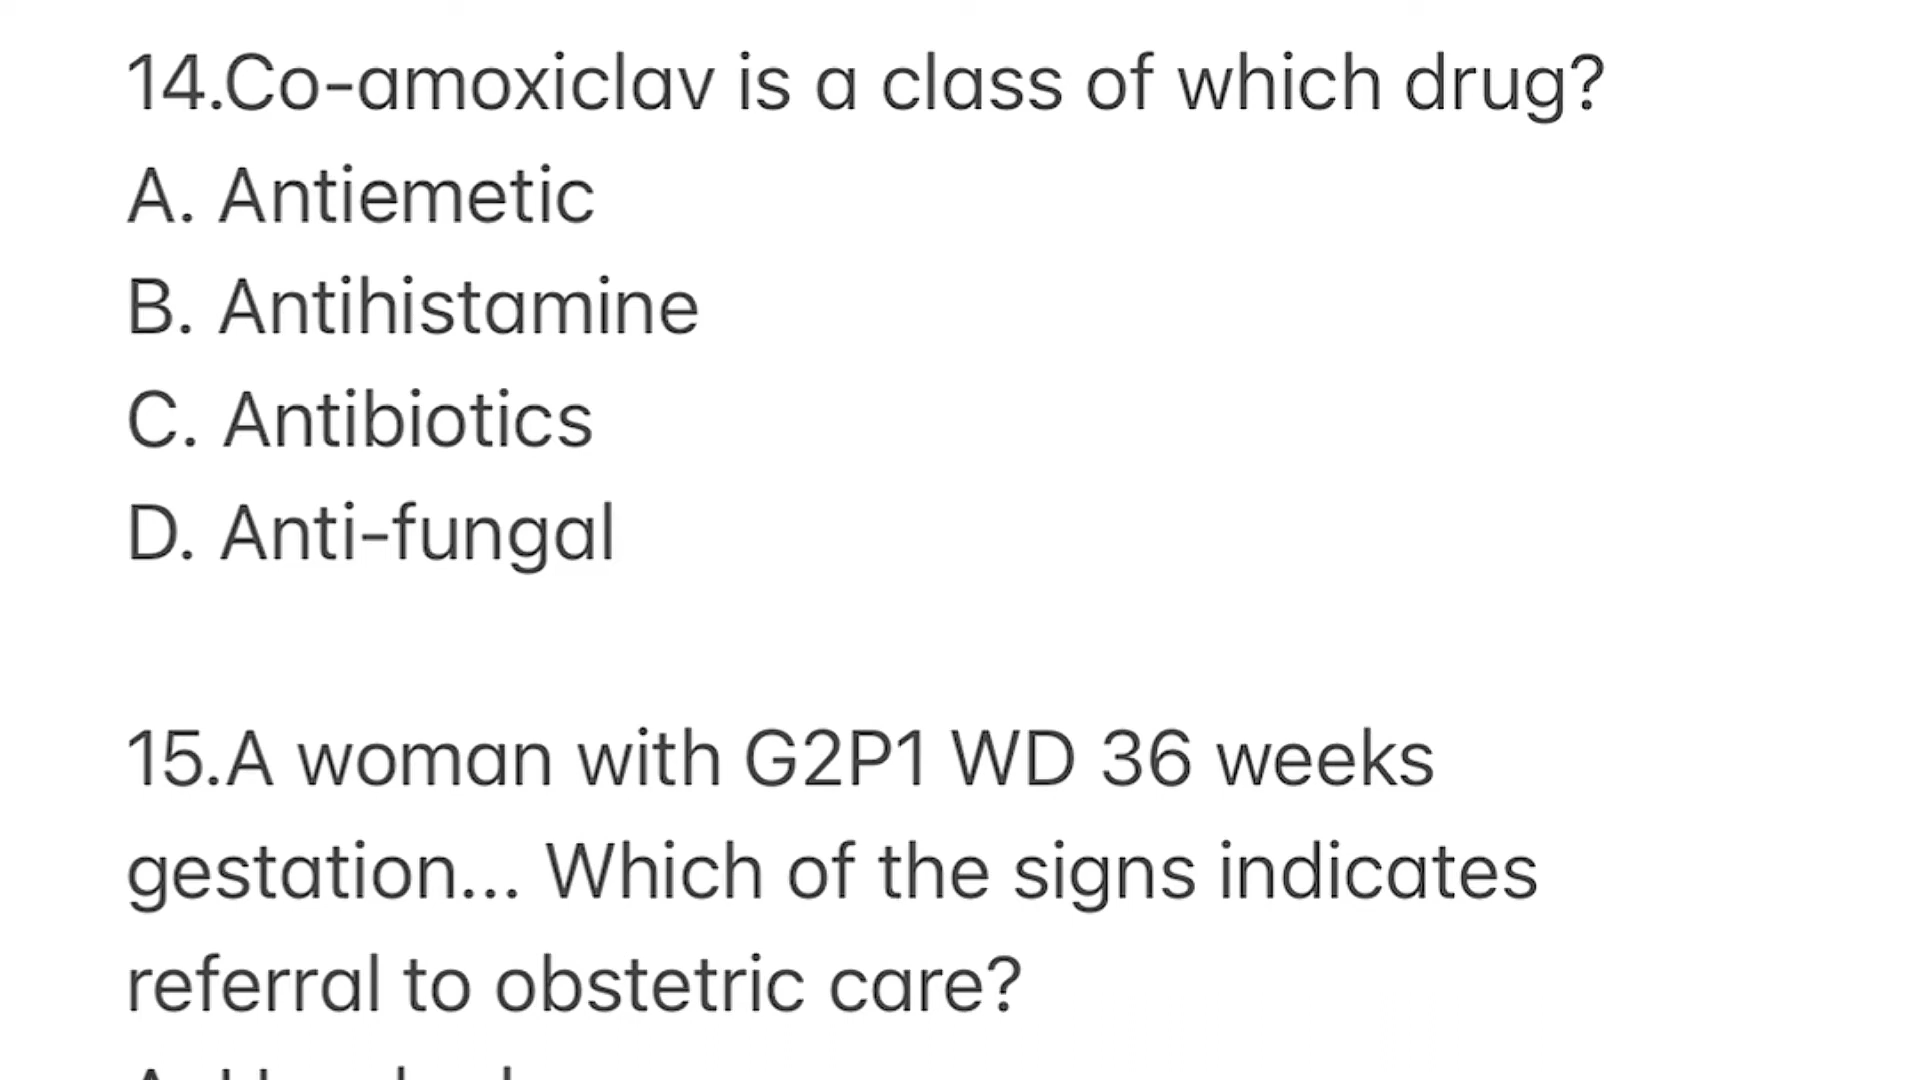 14.Co-amoxiclav is a class of which drug?
A. Antiemetic
B. Antihistamine
C. Antibiotics
D. Anti-fungal
15.A woman with G2P1 WD 36 weeks
gestation... Which of the signs indicates
referral to obstetric care?